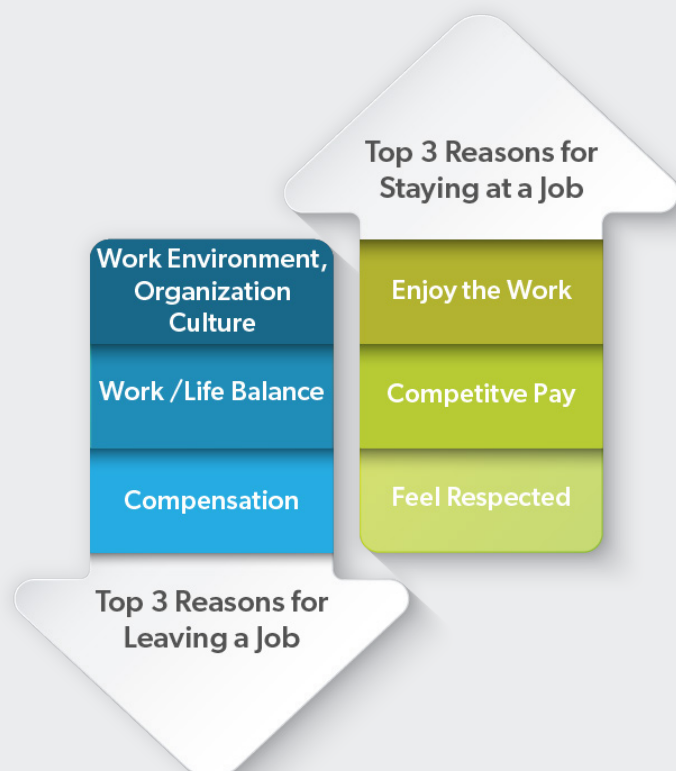 Top 3 Reasons for
Staying at a Job
Enjoy the Work
Competitve Pay
Feel Respected
Work Environment,
Organization
Culture
Work /Life Balance
Compensation
Top 3 Reasons for
Leaving a Job